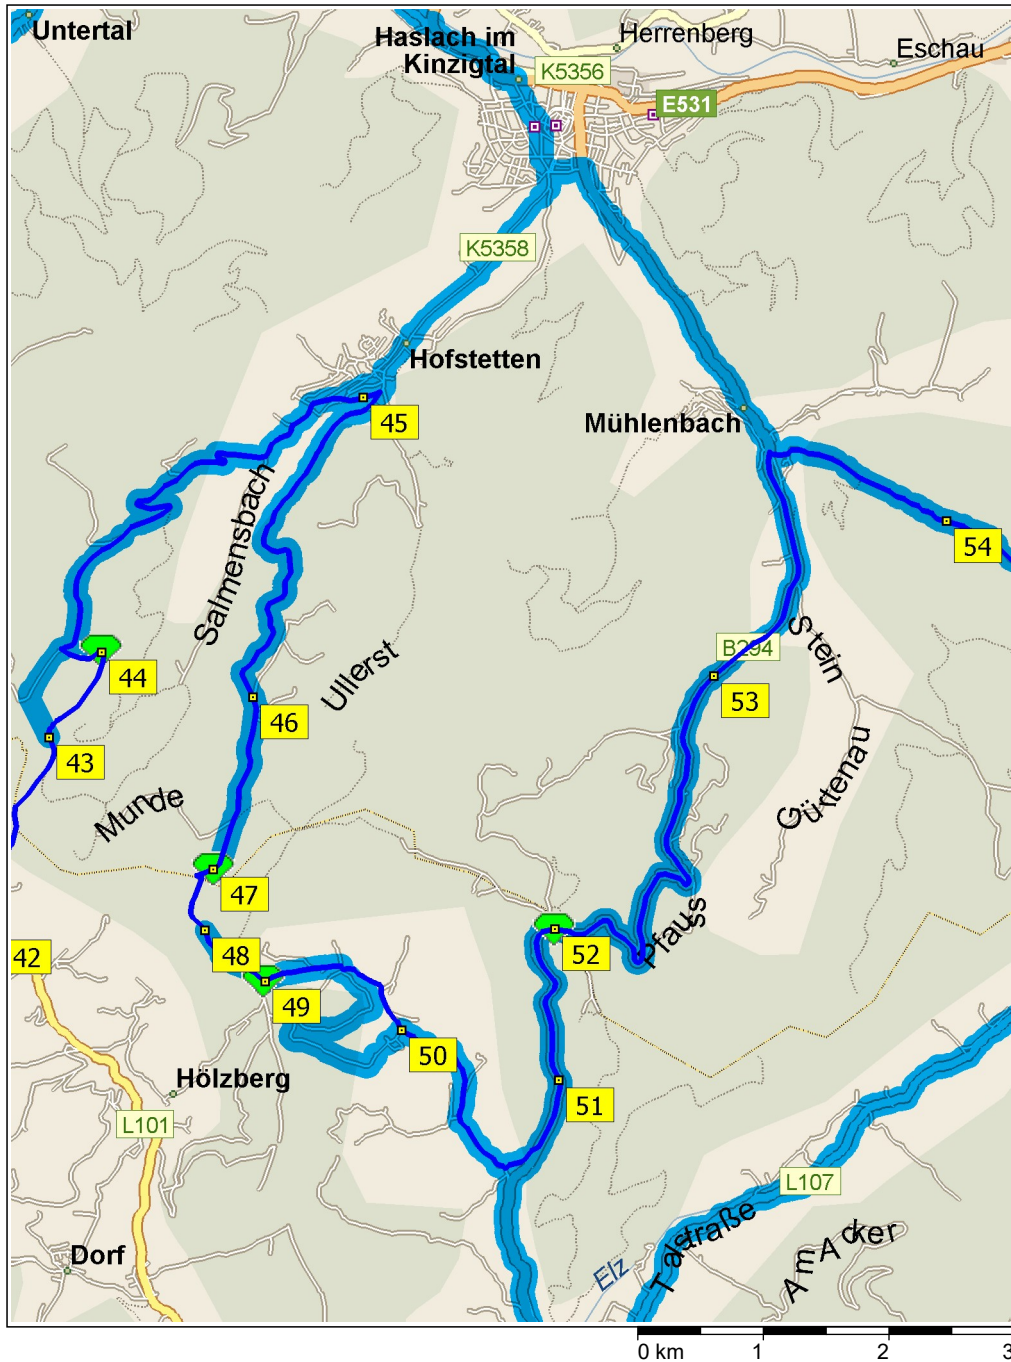 Untertal
Haslach im
Kinzigtal
Herrenberg
Eschau
K5356
E531
K5358
Hofstetten
45
Mühlenbach
Salmensbach
54
Stein
B294
44
Ullerst
53
46
43
Gürtenau
Munde
47
Pfauss
42
48
52
49
50
Hölzberg
51
L101
L107
Talstraße
Am Acker
Dorf
Elz
0 km 1 2 3